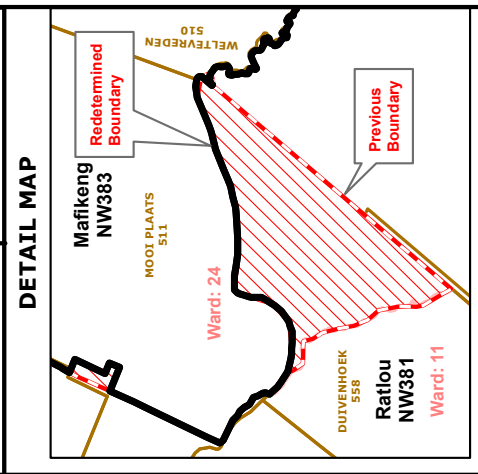 DETAIL MAP
WELTEVREDEN
510
Redetermined
Boundary
Previous
Boundary
Mafikeng
NW383
MOOI PLAATS
511
Ward: 24
DUIVENHOEK
558
Ratlou
NW381
Ward: 11